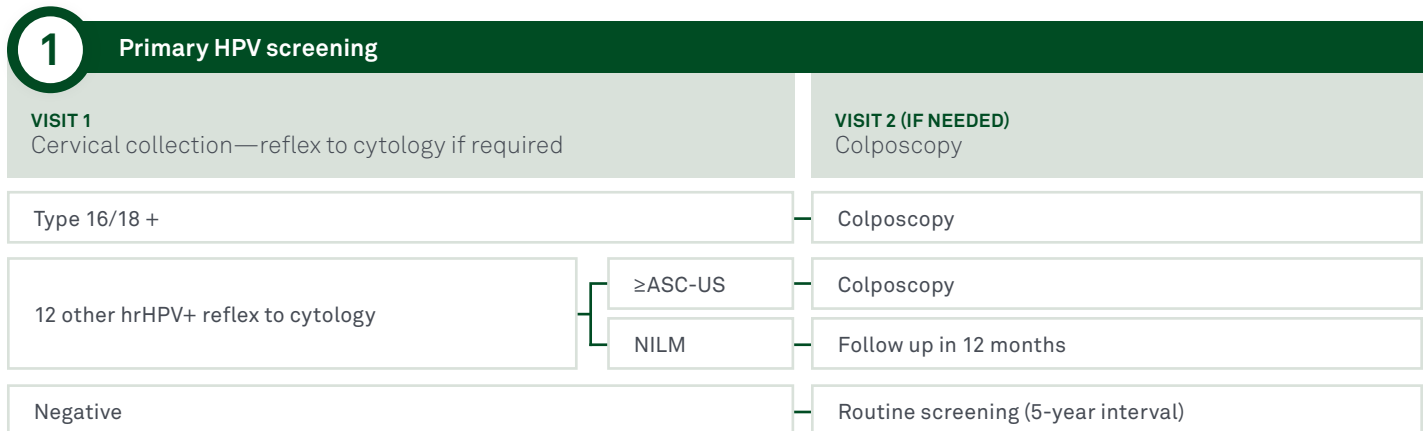 1
Primary HPV screening
VISIT 1
Cervical collection—reflex to cytology if required
VISIT 2 (IF NEEDED)
Colposcopy
Type 16/18 +
Colposcopy
12 other hrHPV+ reflex to cytology
≥ASC-US
Colposcopy
NILM
Follow up in 12 months
Negative
Routine screening (5-year interval)